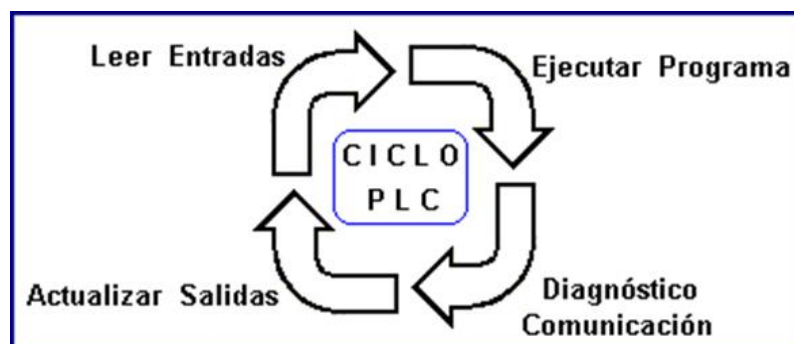 Leer Entradas
Ejecutar Programa
CICLO
PLC
Actualizar Salidas
Diagnóstico
Comunicación